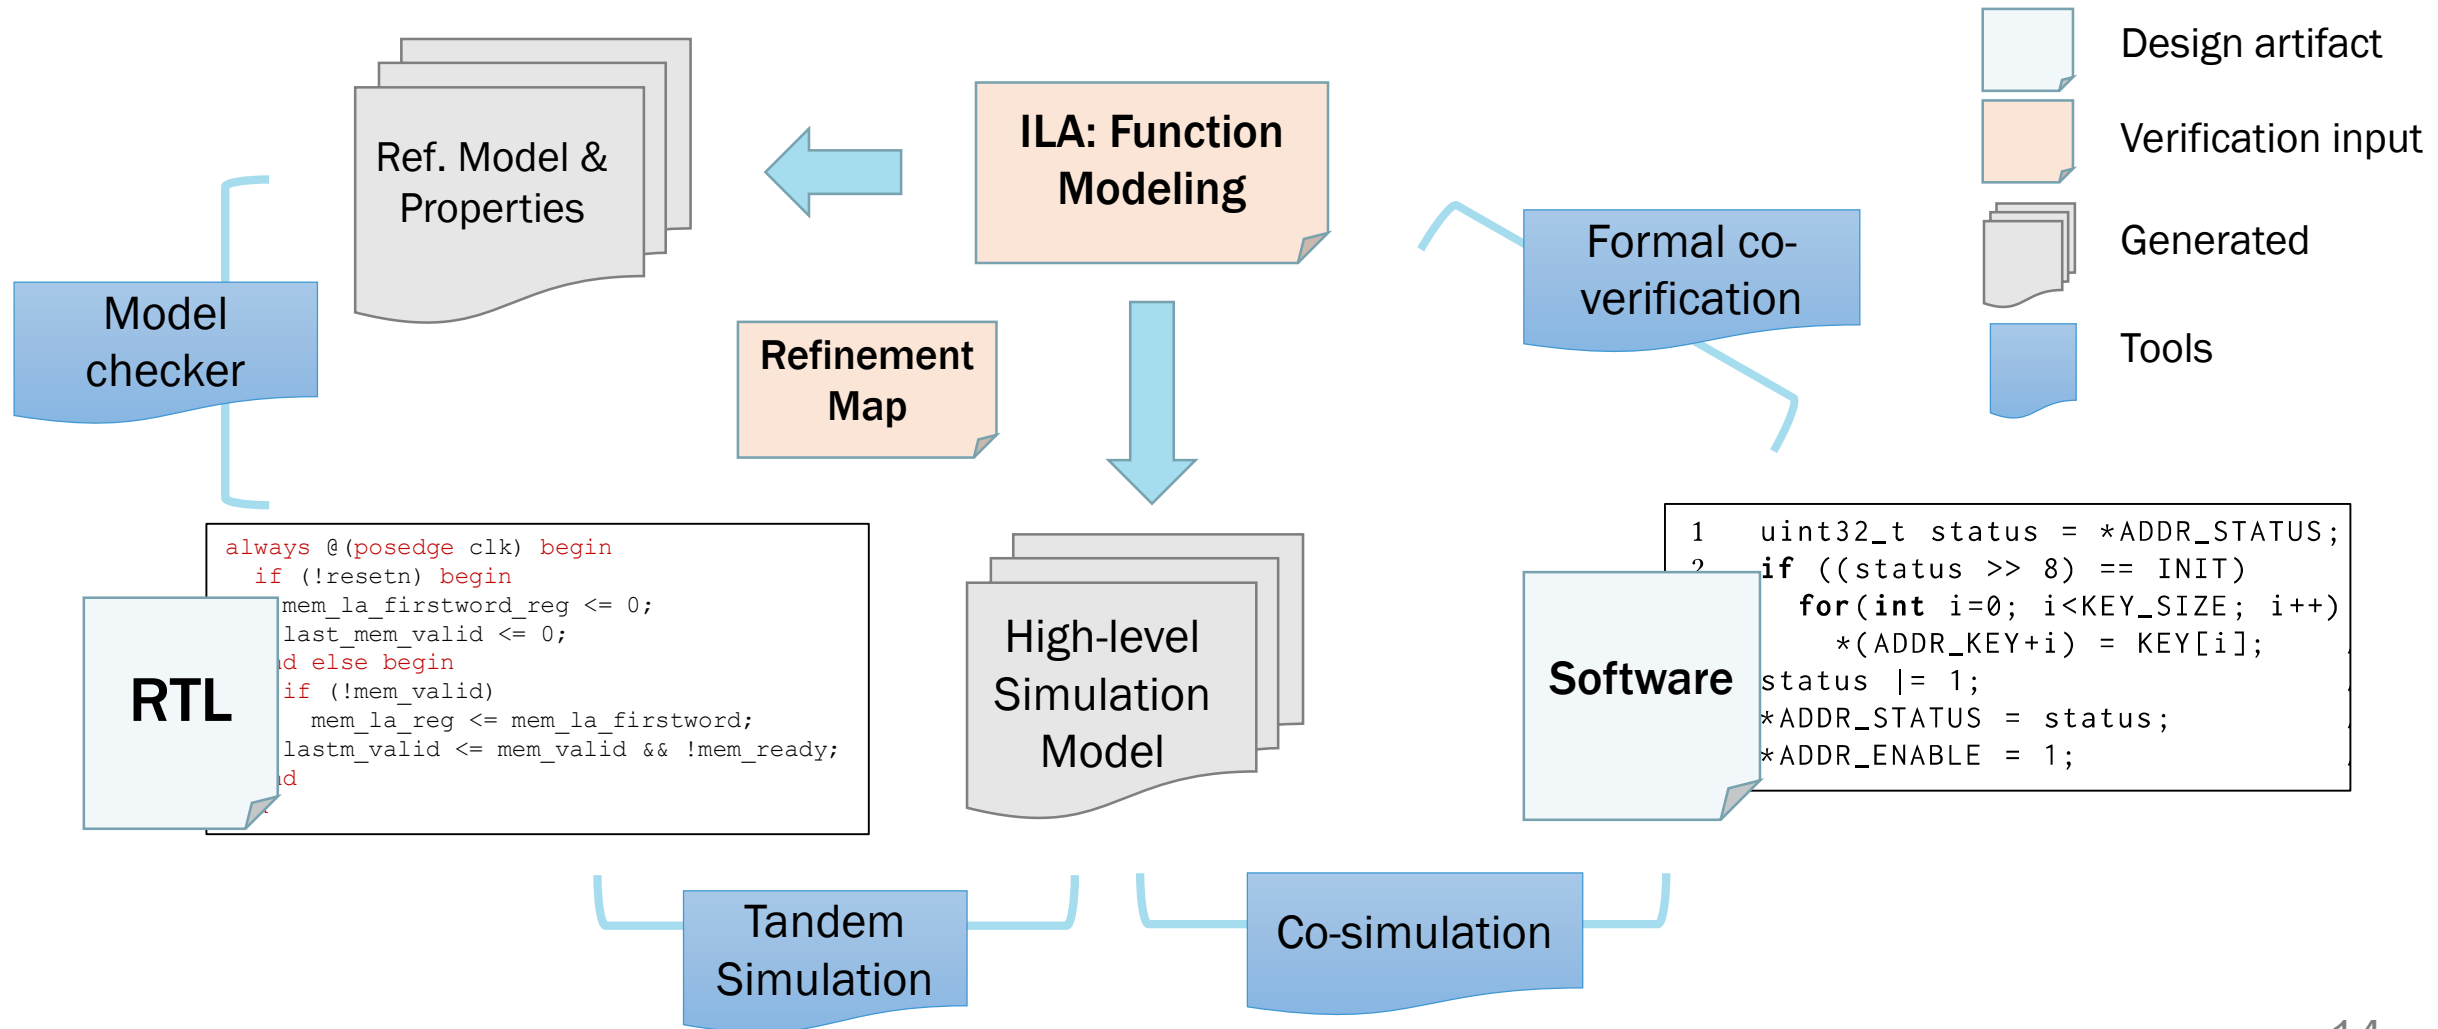 Ref. Model &
Properties
ILA: Function
Modeling
Design artifact
Verification input
Generated
Tools
Model
checker
Refinement
Map
Formal co-
verification
always @(posedge clk) begin
if (!resetn) begin
mem_la_firstword_reg <= 0;
last_mem_valid <= 0;
d else begin
if (!mem_valid)
mem_la_reg <= mem_la_firstword;
lastm_valid <= mem_valid && !mem_ready;
d
RTL
High-level
Simulation
Model
1 uint32_t status = *ADDR_STATUS;
2 if ((status >> 8) == INIT)
for(int i=0; i<KEY_SIZE; i++)
*(ADDR_KEY+i) = KEY[i];
status |= 1;
*ADDR_STATUS = status;
*ADDR_ENABLE = 1;
Software
Tandem
Simulation
Co-simulation
14